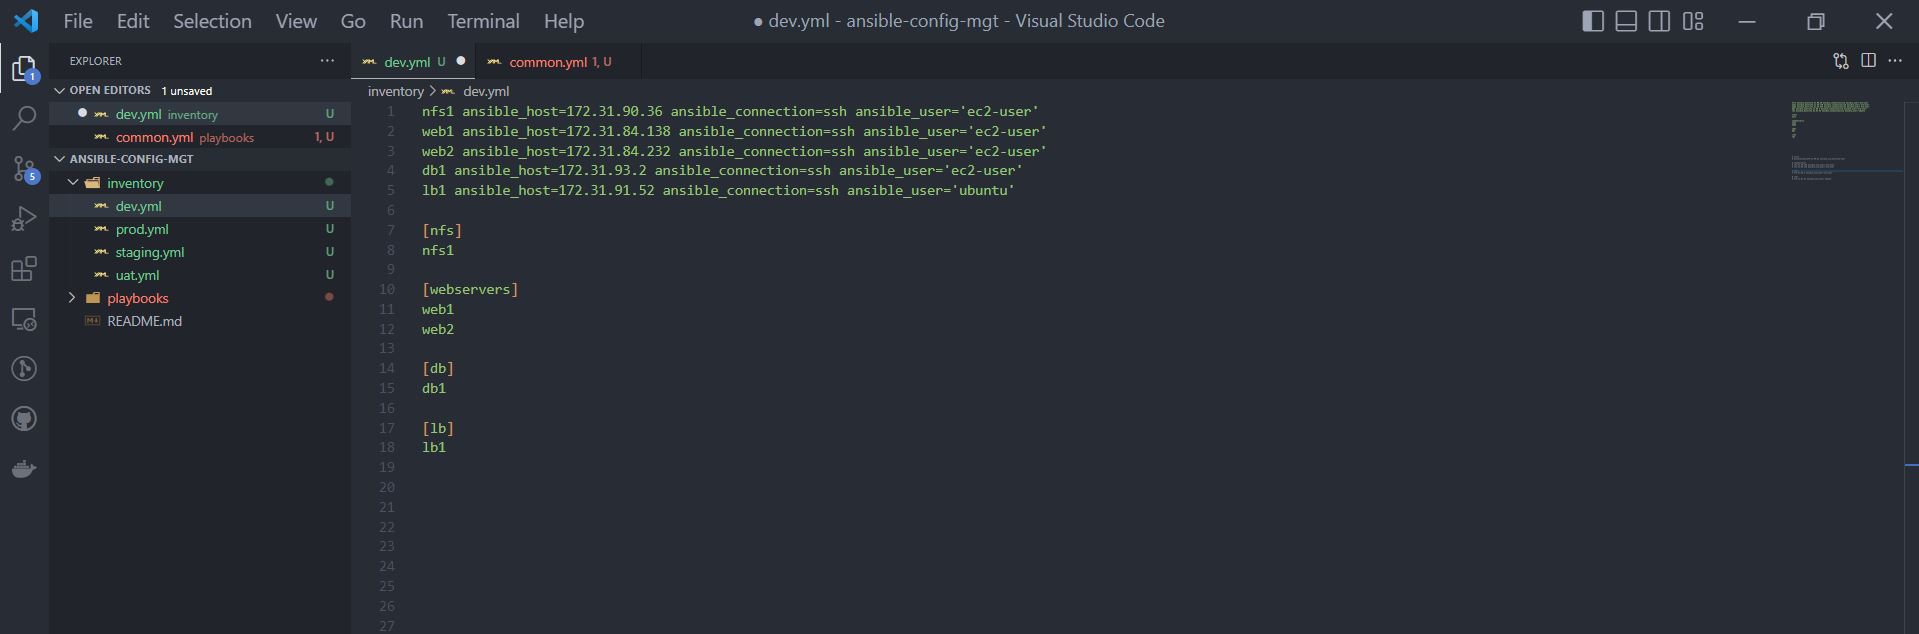 File Edit Selection View Go Run Terminal Help
● dev.yml - ansible-config-mgt - Visual Studio Code
EXPLORER
OPEN EDITORS 1 unsaved
dev.yml inventory U
common.yml playbooks 1, U
ANSIBLE-CONFIG-MGT
inventory
dev.yml U
prod.yml U
staging.yml U
uat.yml U
playbooks
README.md
1
5
dev.yml U
common.yml 1, U
inventory > dev.yml
1 nfs1 ansible_host=172.31.90.36 ansible_connection=ssh ansible_user='ec2-user'
2 web1 ansible_host=172.31.84.138 ansible_connection=ssh ansible_user='ec2-user'
3 web2 ansible_host=172.31.84.232 ansible_connection=ssh ansible_user='ec2-user'
4 db1 ansible_host=172.31.93.2 ansible_connection=ssh ansible_user='ec2-user'
5 lb1 ansible_host=172.31.91.52 ansible_connection=ssh ansible_user='ubuntu'
6
7 [nfs]
8 nfs1
9
10 [webservers]
11 web1
12 web2
13
14 [db]
15 db1
16
17 [lb]
18 lb1
19
20
21
22
23
24
25
26
27